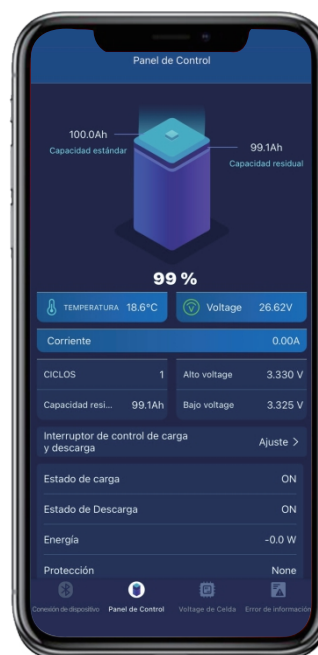 Panel de Control
100.0Ah
Capacidad estándar
99.1Ah
Capacidad residual
99 %
TEMPERATURA 18.6°C
Voltage 26.62V
Corriente 0.00A
CICLOS 1
Alto voltage 3.330 V
Capacidad resi... 99.1Ah
Bajo voltage 3.325 V
Interruptor de control de carga
y descarga
Ajuste >
Estado de carga ON
Estado de Descarga ON
Energía -0.0 W
Protección None
Conexión de dispositivo Panel de Control Voltage de Celda Error de información